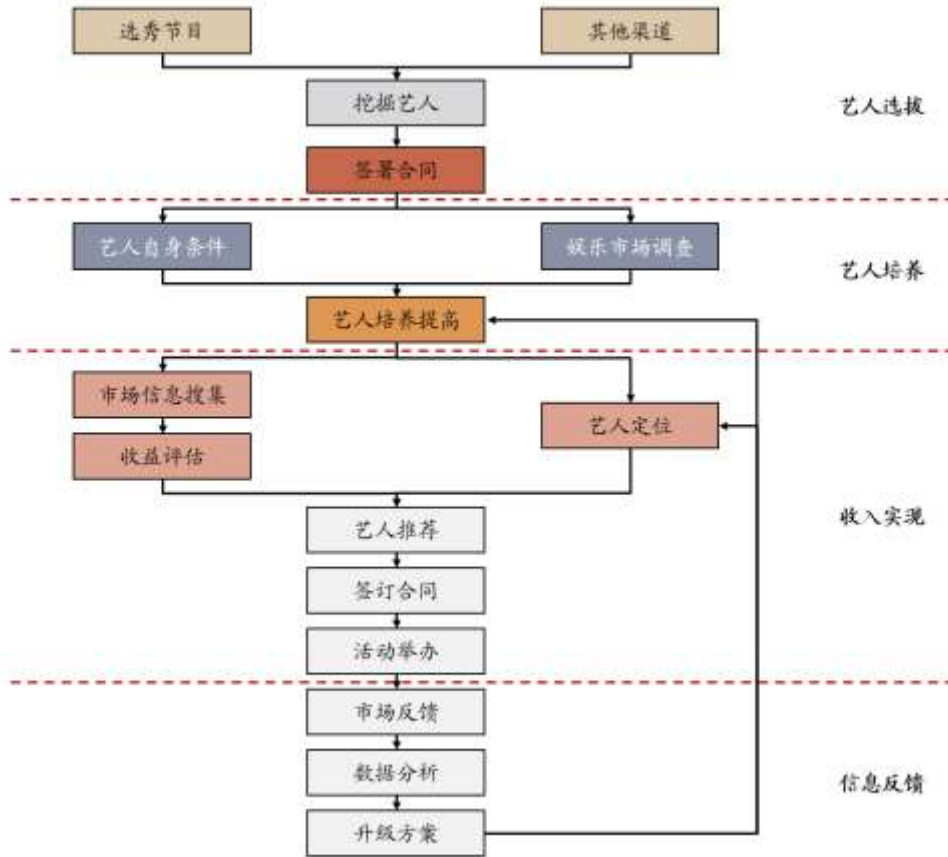 选秀节目
其他渠道
挖掘艺人
艺人选拔
签署合同
艺人自身条件
娱乐市场调查
艺人培养
艺人培养提高
市场信息搜集
艺人定位
收益评估
收入实现
艺人推荐
签订合同
活动举办
市场反馈
数据分析
信息反馈
升级方案